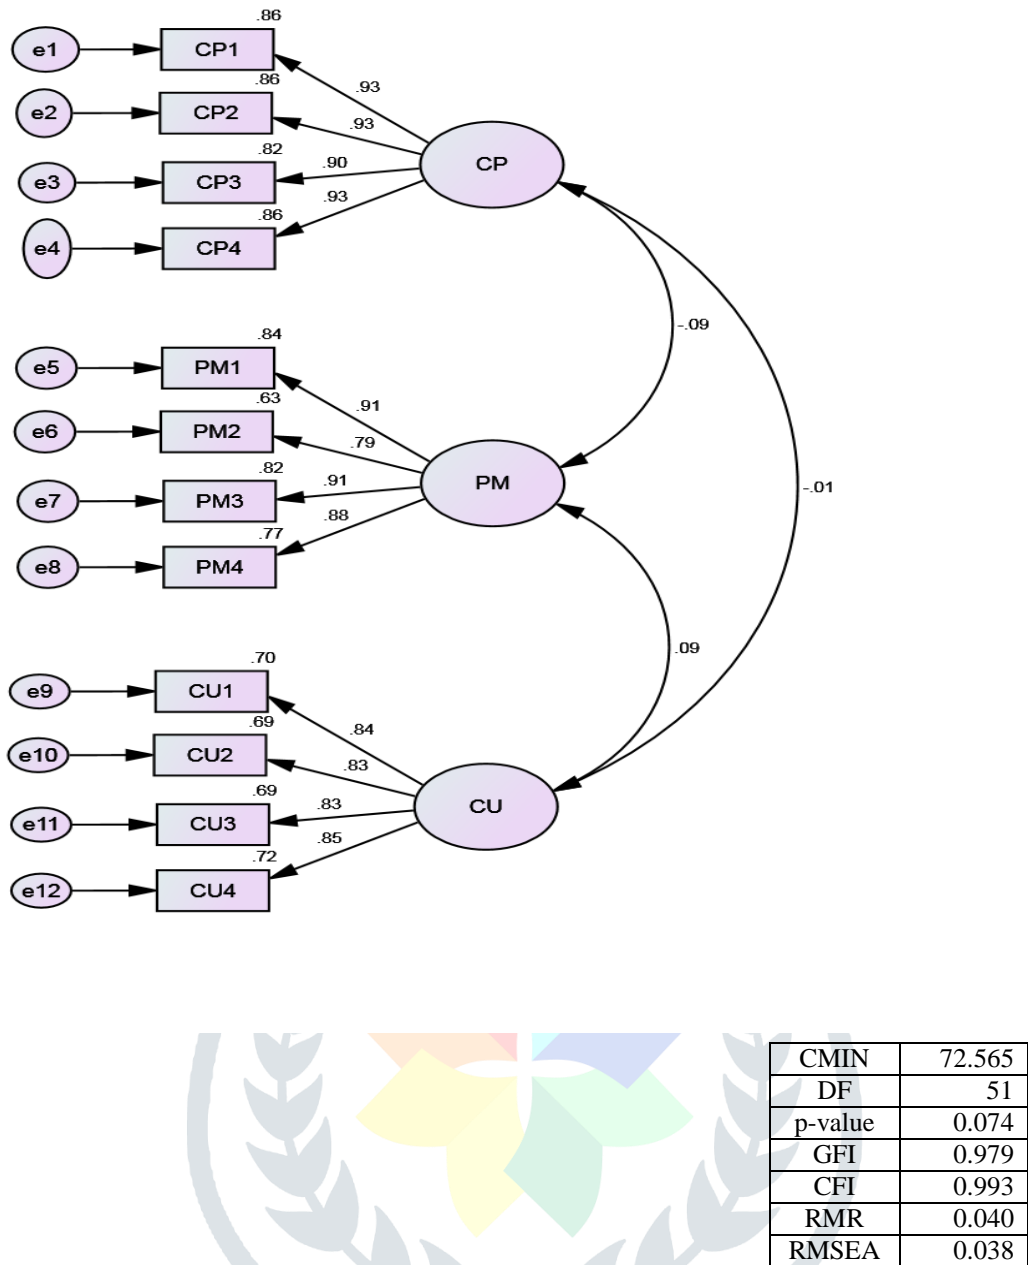 .86
e1 CP1
.93
.86
e2 CP2
.93
CP
.82
e3 CP3
.90
.93
.86
e4 CP4
-.09
.84
e5 PM1
.91
.63
e6 PM2
.79
PM
-.01
.82
e7 PM3
.91
.88
.77
e8 PM4
.09
.70
e9 CU1
.84
.69
e10 CU2
.83
CU
.69
e11 CU3
.83
.85
.72
e12 CU4
CMIN 72.565
DF 51
p-value 0.074
GFI 0.979
CFI 0.993
RMR 0.040
RMSEA 0.038